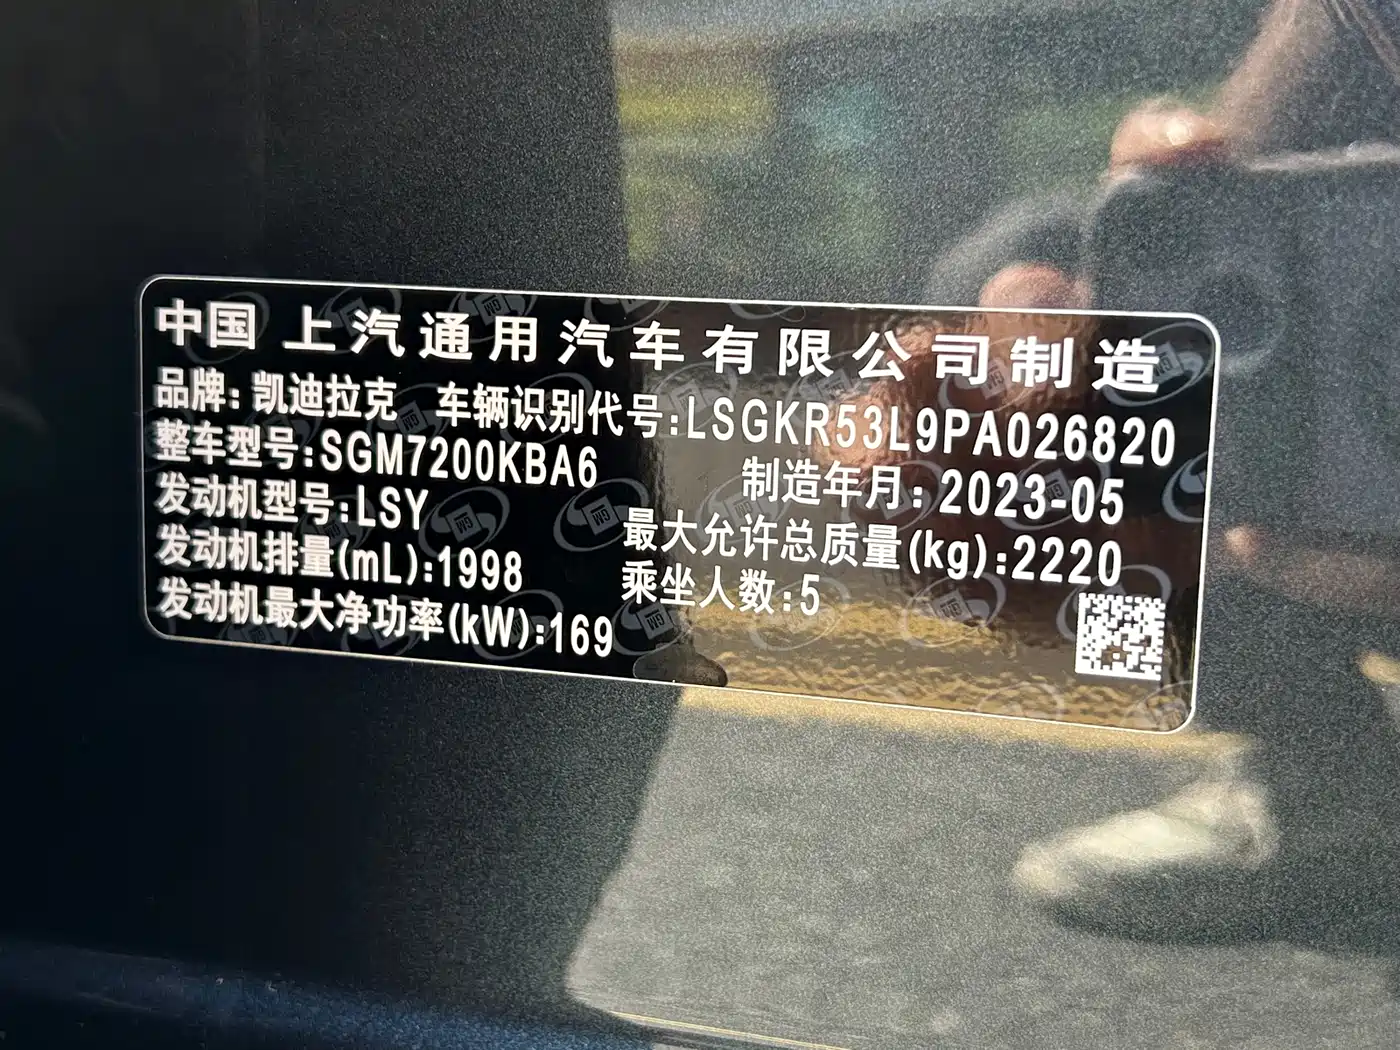 中国 上汽通用汽车有限公司制造
品牌:凯迪拉克 车辆识别代号:LSGKR53L9PA026820
整车型号:SGM7200KBA6 制造年月:2023-05
发动机型号:LSY 最大允许总质量(kg):2220
发动机排量(mL):1998 乘坐人数:5
发动机最大净功率(kW):169